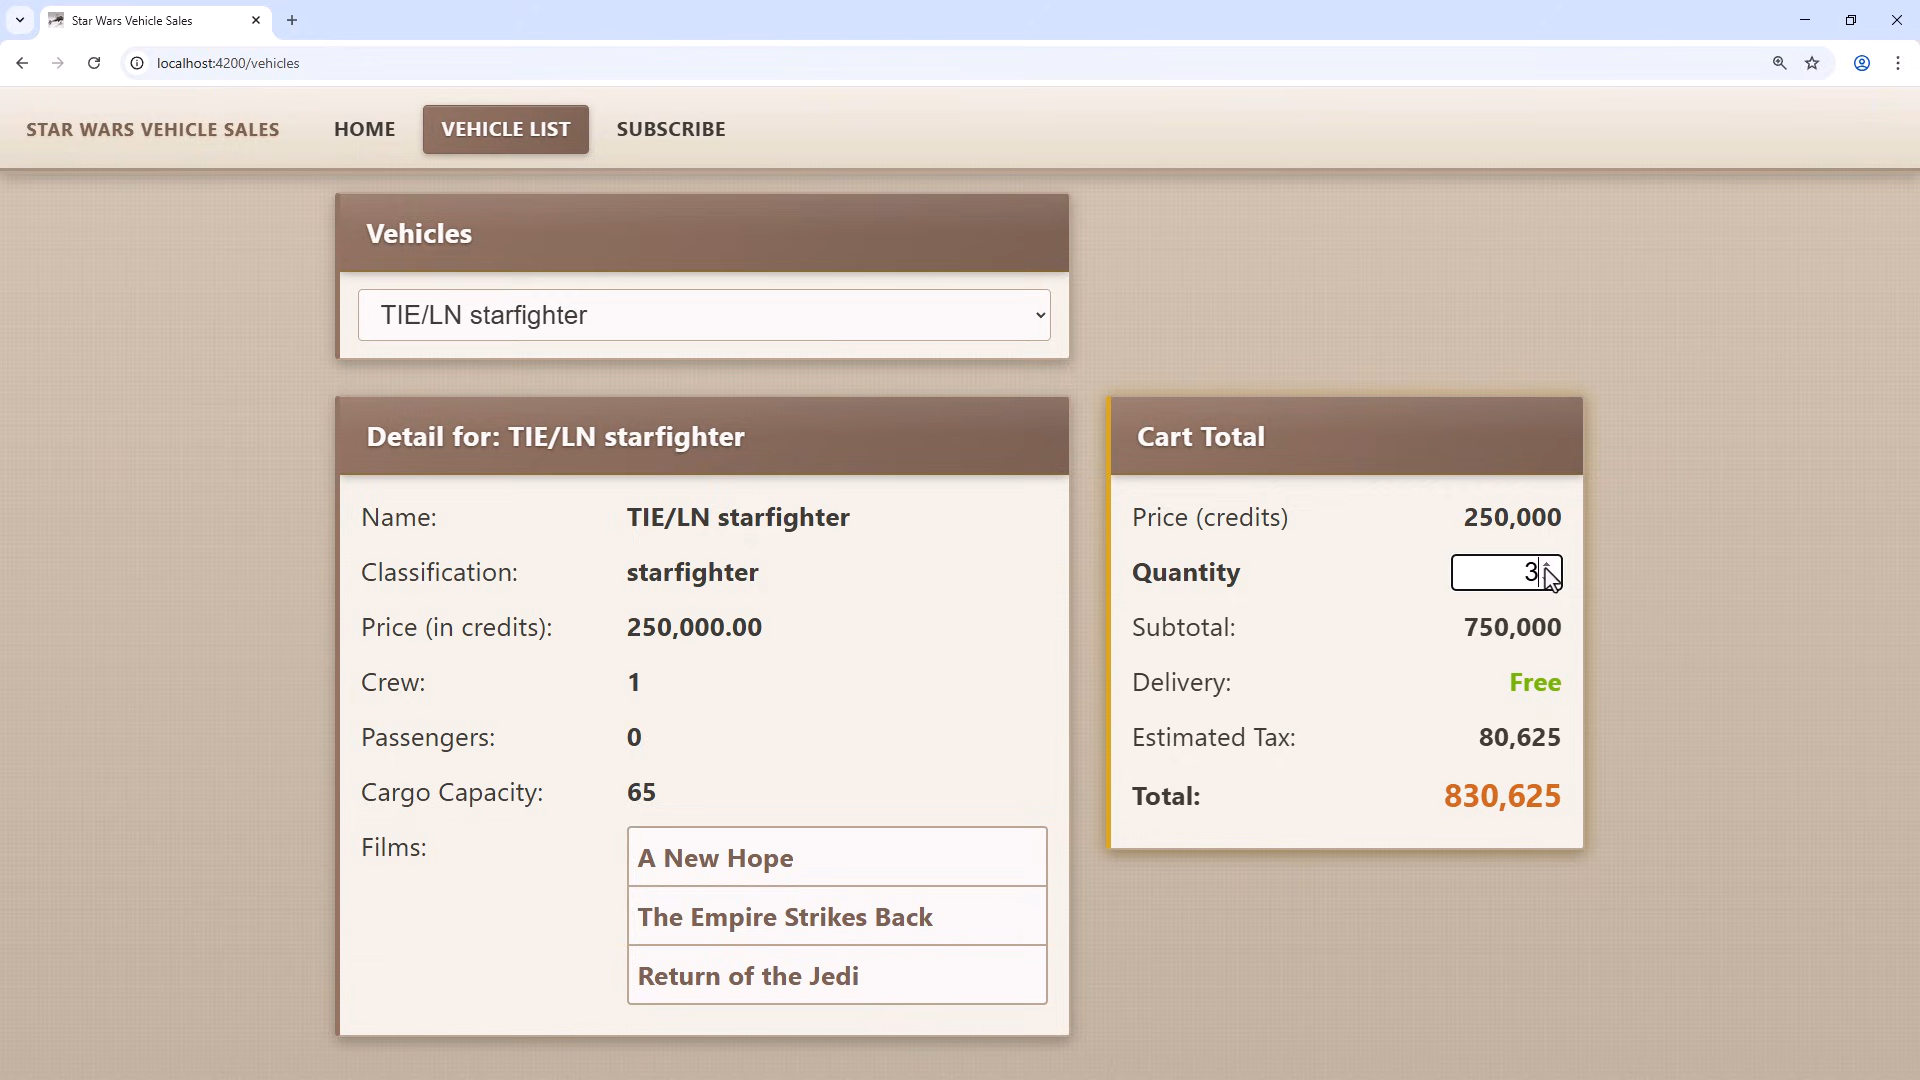 Star Wars Vehicle Sales
localhost:4200/vehicles
STAR WARS VEHICLE SALES
HOME
VEHICLE LIST
SUBSCRIBE
Vehicles
TIE/LN starfighter
Detail for: TIE/LN starfighter
Name: TIE/LN starfighter
Classification: starfighter
Price (in credits): 250,000.00
Crew: 1
Passengers: 0
Cargo Capacity: 65
Films: A New Hope
The Empire Strikes Back
Return of the Jedi
Cart Total
Price (credits) 250,000
Quantity 3
Subtotal: 750,000
Delivery: Free
Estimated Tax: 80,625
Total: 830,625